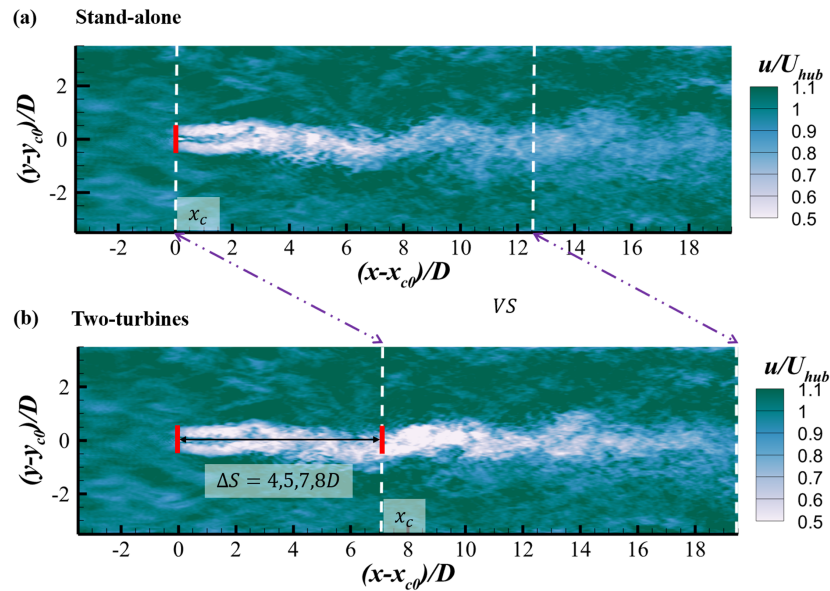 (a) Stand-alone
(y-y_c0)/D
2
0
-2
x_c
-2 0 2 4 6 8 10 12 14 16 18
(x-x_c0)/D
u/U_hub
1.1
1
0.9
0.8
0.7
0.6
0.5
VS
(b) Two-turbines
(y-y_c0)/D
2
0
-2
ΔS = 4,5,7,8D
x_c
-2 0 2 4 6 8 10 12 14 16 18
(x-x_c0)/D
u/U_hub
1.1
1
0.9
0.8
0.7
0.6
0.5